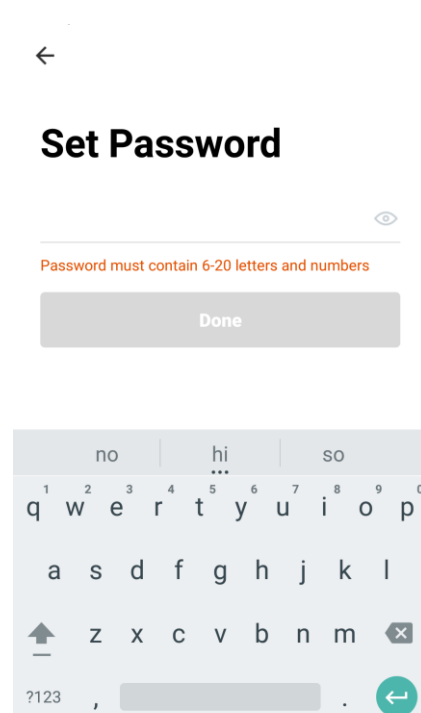 Set Password
Password must contain 6-20 letters and numbers
Done
no hi so
1 2 3 4 5 6 7 8 9 0
q w e r t y u i o p
a s d f g h j k l
z x c v b n m
?123 , .